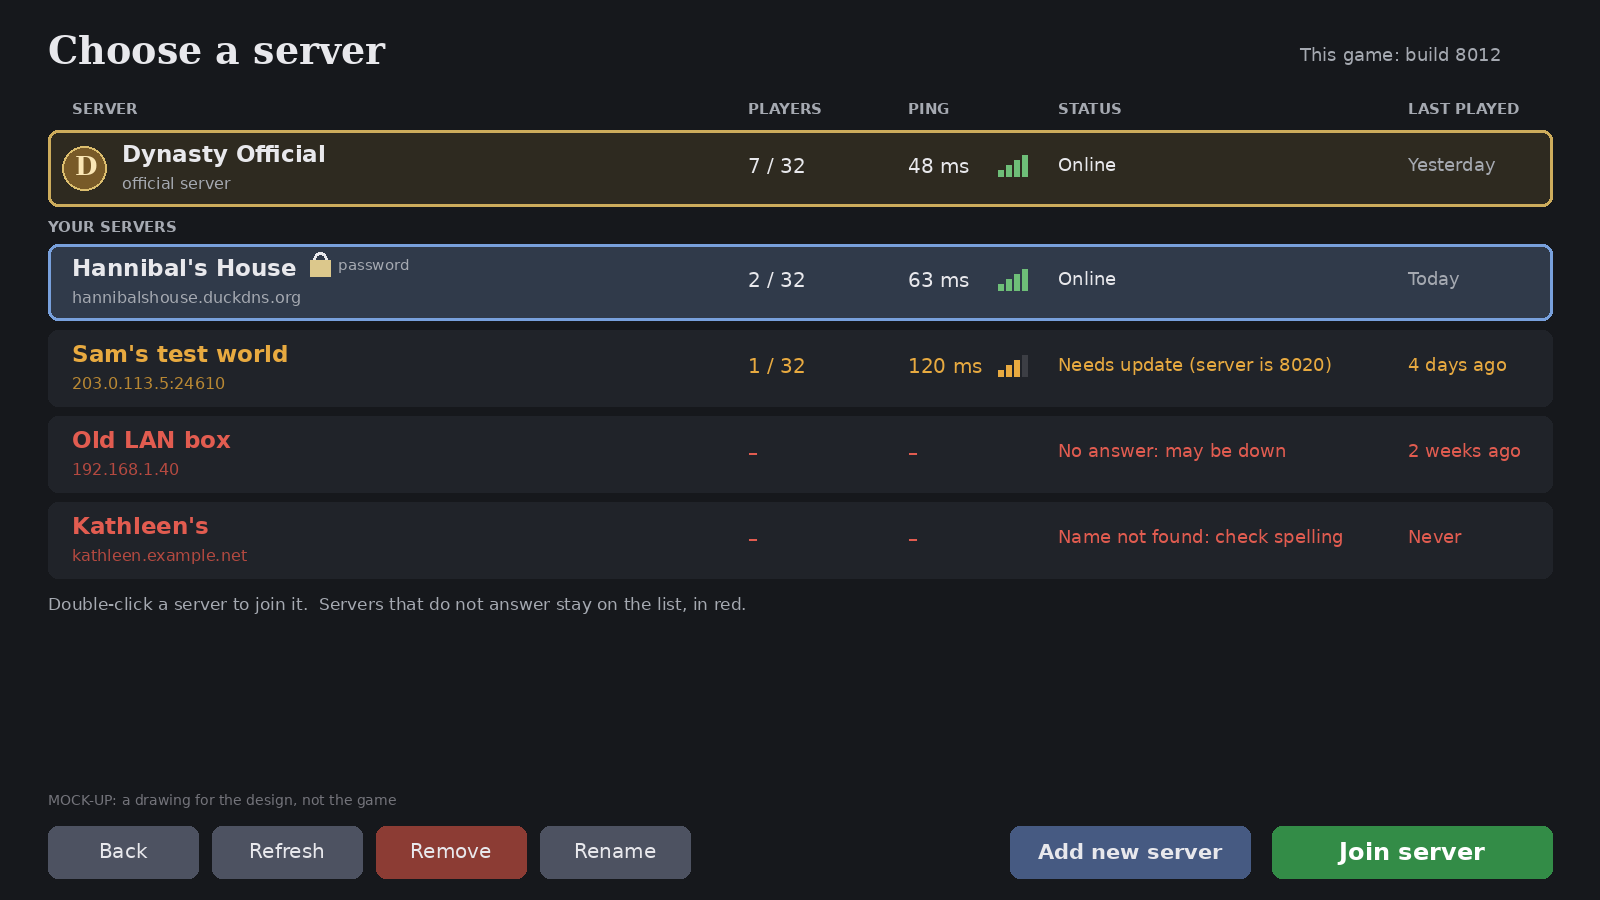 Choose a server
This game: build 8012
SERVER PLAYERS PING STATUS LAST PLAYED
D Dynasty Official 7 / 32 48 ms Online Yesterday
official server
YOUR SERVERS
Hannibal's House password 2 / 32 63 ms Online Today
hannibalshouse.duckdns.org
Sam's test world 1 / 32 120 ms Needs update (server is 8020) 4 days ago
203.0.113.5:24610
Old LAN box – – No answer: may be down 2 weeks ago
192.168.1.40
Kathleen's – – Name not found: check spelling Never
kathleen.example.net
Double-click a server to join it.  Servers that do not answer stay on the list, in red.
MOCK-UP: a drawing for the design, not the game
Back Refresh Remove Rename Add new server Join server